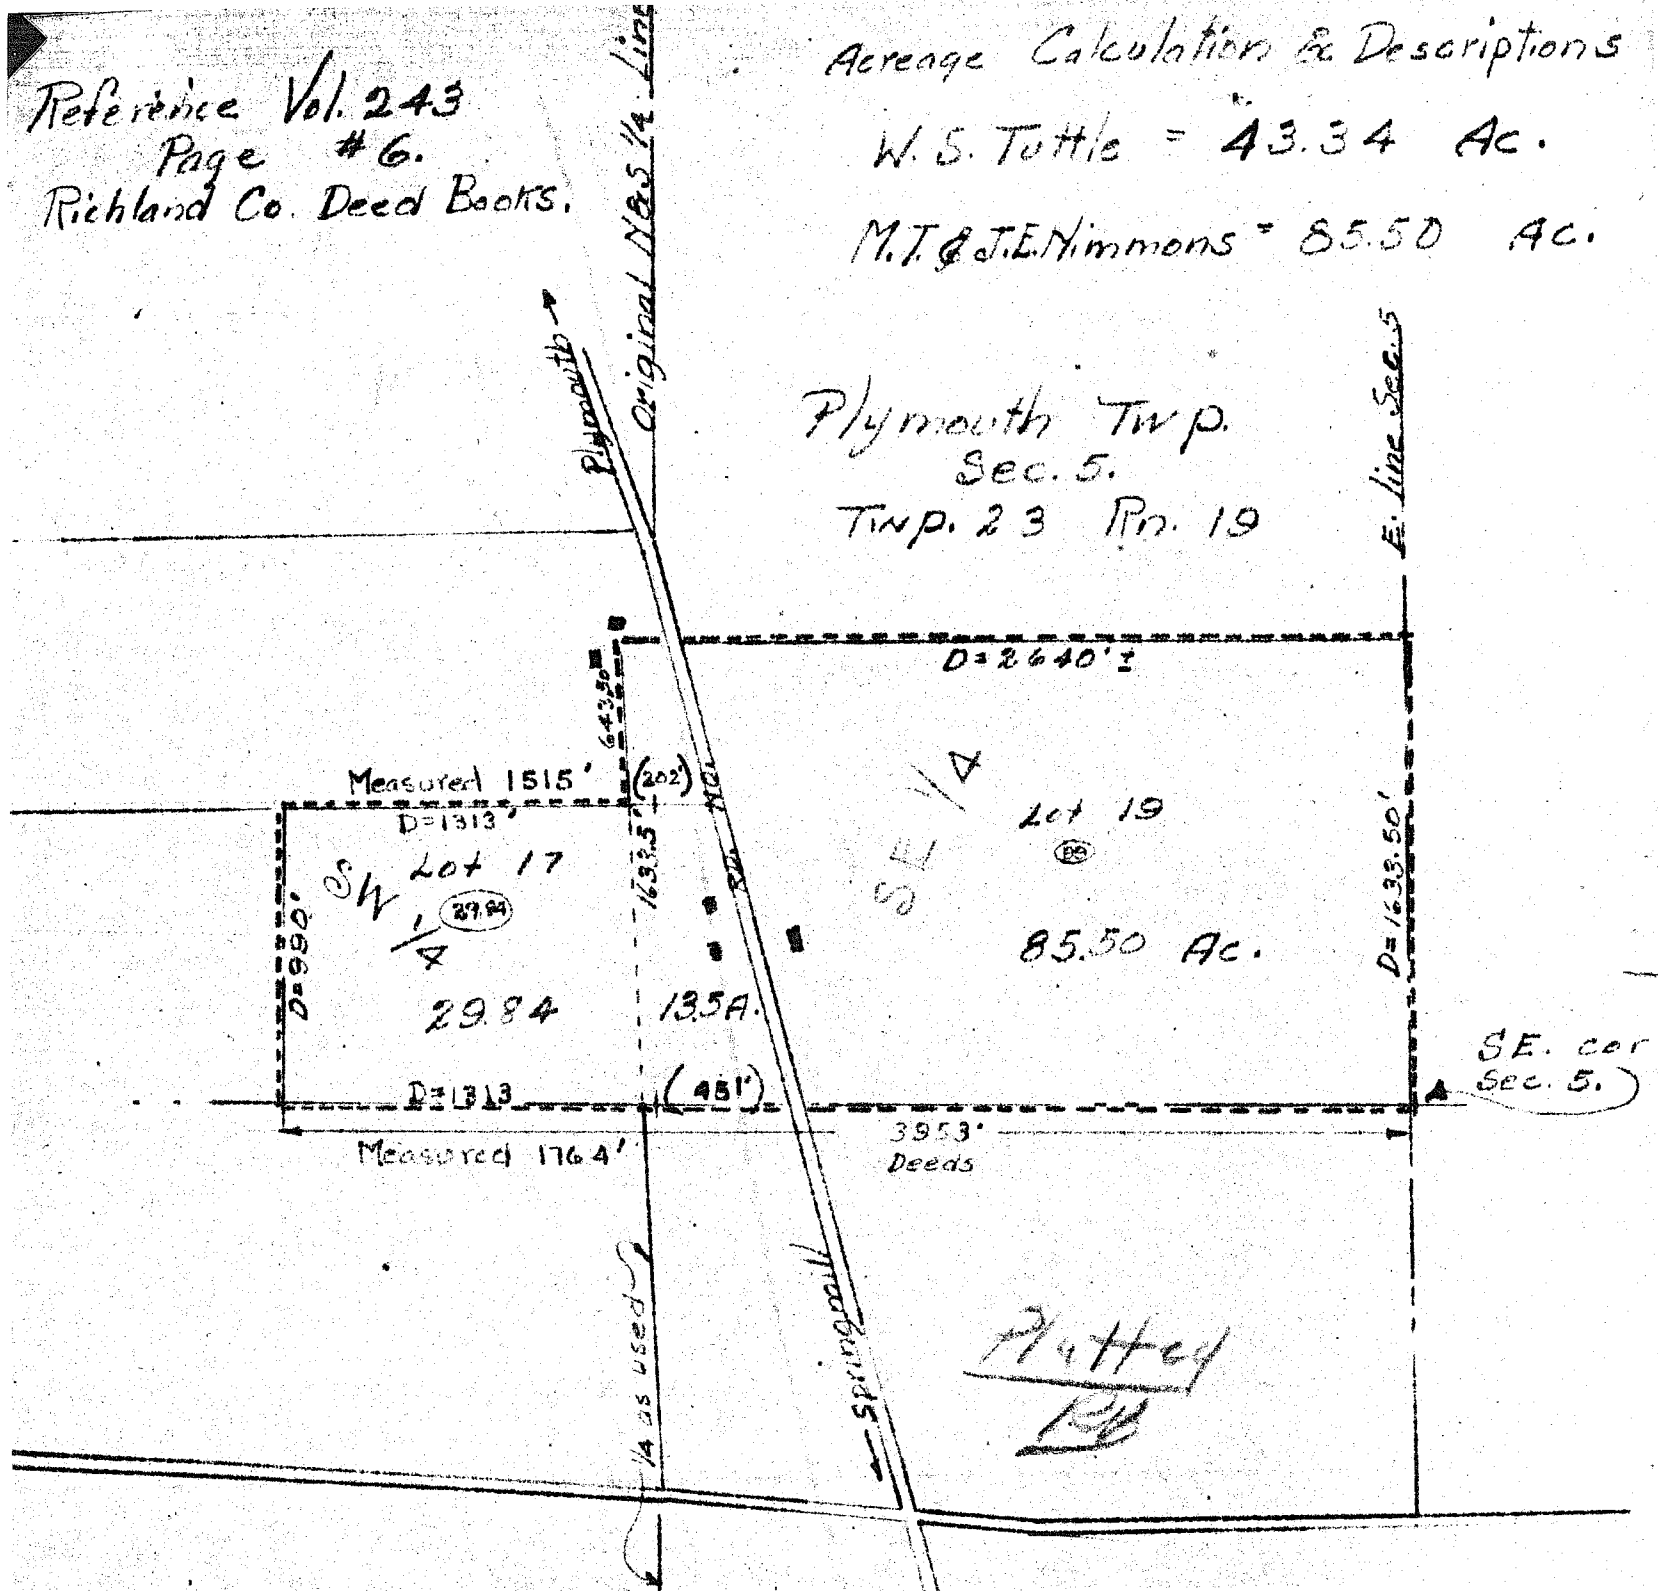 Reference Vol. 243
Page #6.
Richland Co. Deed Books.
Acreage Calculation & Descriptions
W. S. Tuttle = 43.34 Ac.
M.T. & J.E. Nimmons = 85.50 Ac.
Original N&S 1/4 Line
Plymouth
Plymouth Twp.
Sec. 5.
Twp. 23 Rn. 19
E. line Sec. 5
D=2640'±
643.50'
Measured 1515'
(202')
D=1313'
SE 1/4
Lot 19
Lot 17
SW 1/4
29.84
1633.5'
Rd.
No.
D=990'
D=1633.50'
85.50 Ac.
29.84
13.5A.
SE. cor
Sec. 5.
D=1313
(451')
3953'
Deeds
Measured 1764'
1/4 as used
Springmill
Platted